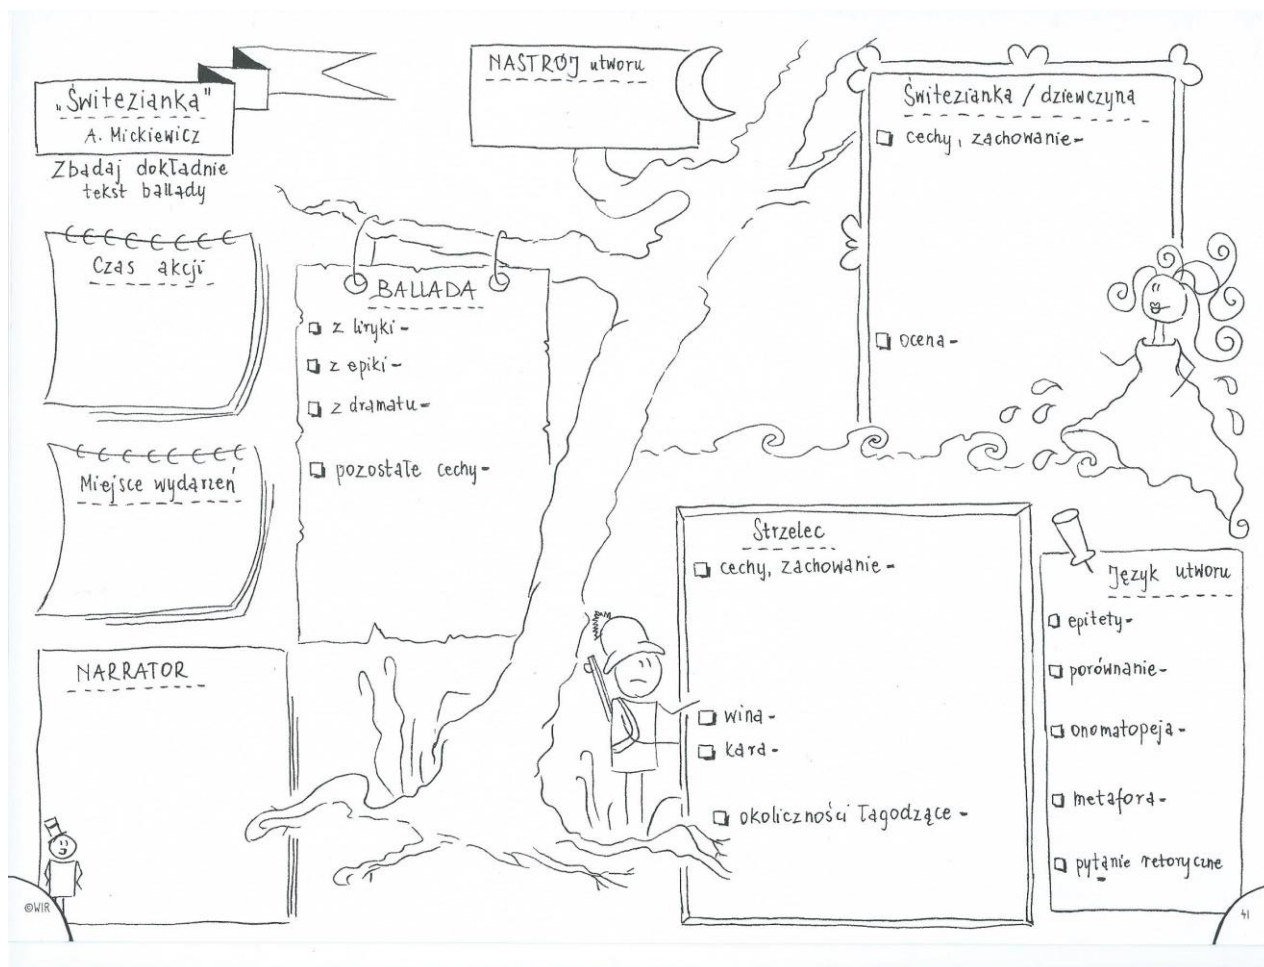 „Świtezianka"
A. Mickiewicz
Zbadaj dokładnie
tekst ballady
Czas akcji
Miejsce wydarzeń
NARRATOR
©WIR
BALLADA
z liryki-
z epiki-
z dramatu-
pozostałe cechy-
NASTRÓJ utworu
Świtezianka / dziewczyna
cechy, zachowanie-
ocena-
Strzelec
cechy, zachowanie-
wina-
kara-
okoliczności łagodzące-
Język utworu
epitety-
porównanie-
onomatopeja-
metafora-
pytanie retoryczne
41